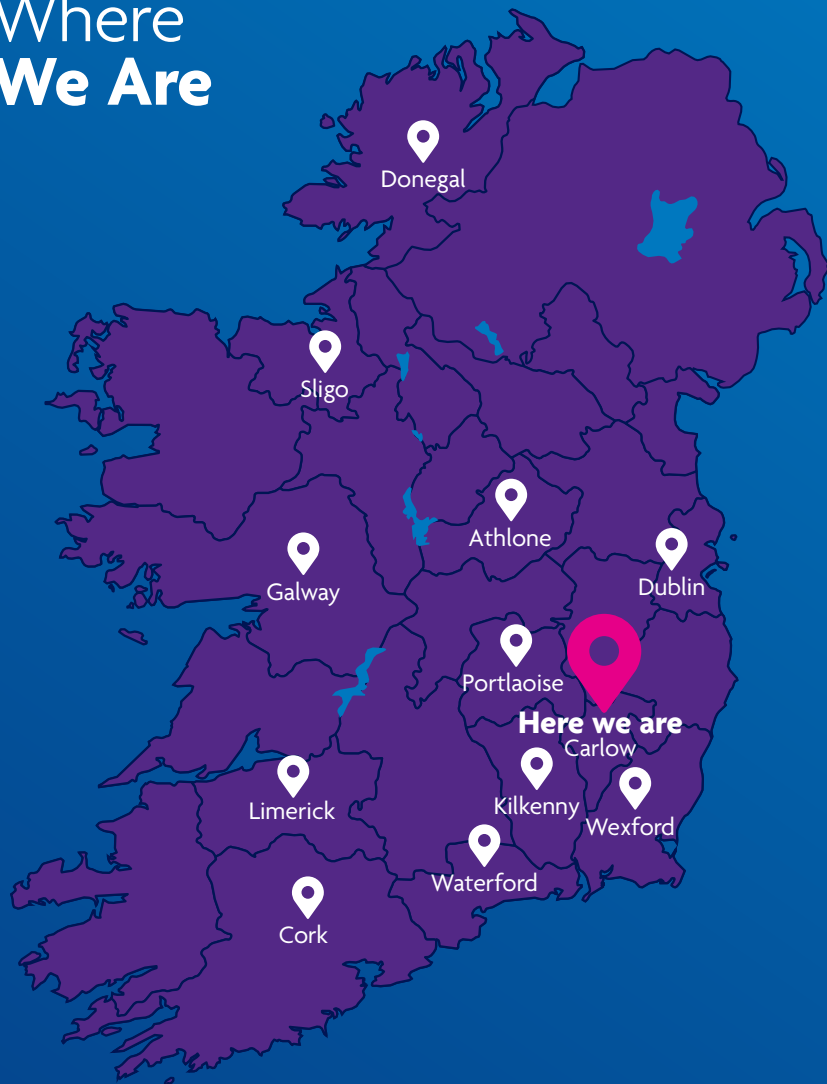 Where
We Are
Donegal
Sligo
Athlone
Galway
Dublin
Portlaoise
Here we are
Carlow
Limerick
Kilkenny
Wexford
Waterford
Cork